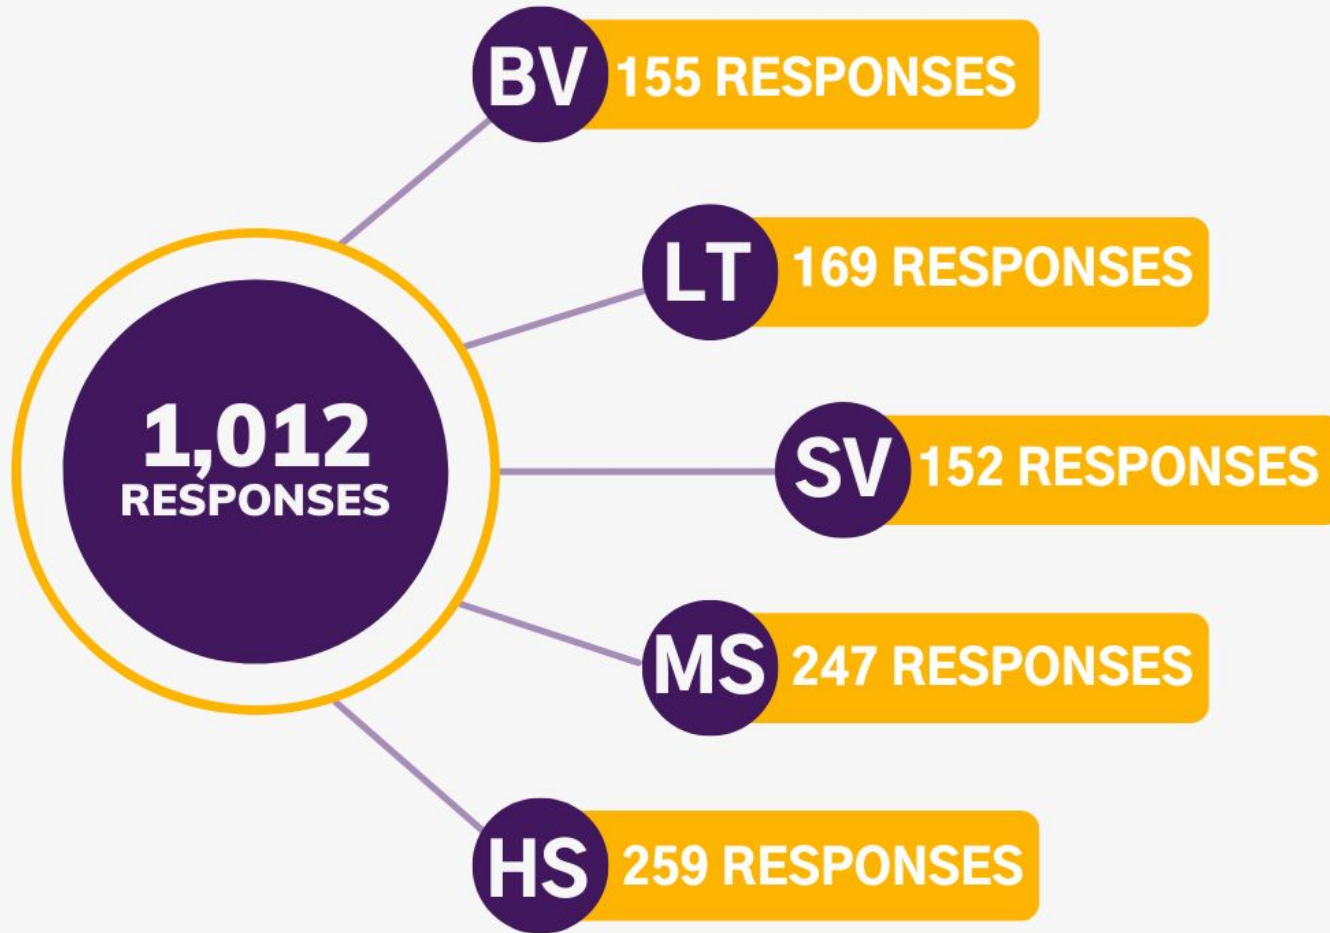 BV 155 RESPONSES
LT 169 RESPONSES
1,012
RESPONSES
SV 152 RESPONSES
MS 247 RESPONSES
HS 259 RESPONSES